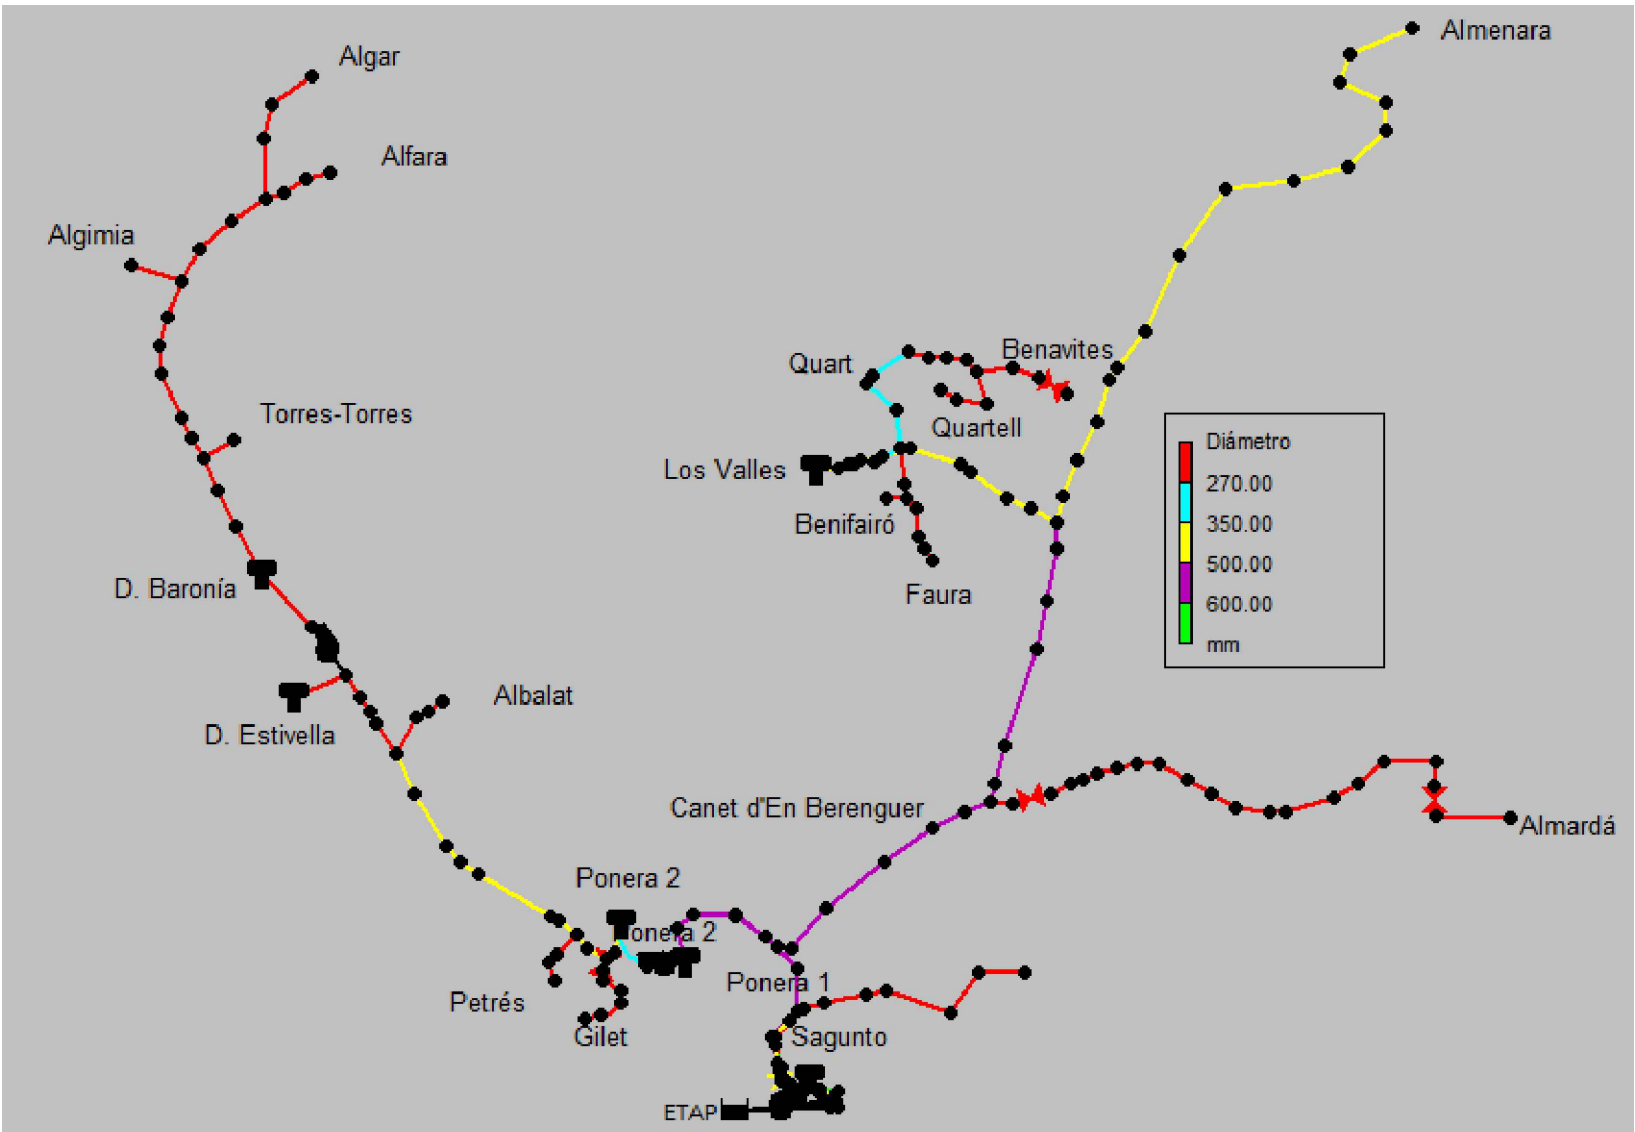 Almenara
Algar
Alfara
Algimia
Quart
Benavites
Torres-Torres
Quartell
Los Valles
Benifairó
Faura
Diámetro
270.00
350.00
500.00
600.00
mm
D. Baronía
D. Estivella
Albalat
Canet d'En Berenguer
Almardá
Ponera 2
Ponera 2
Ponera 1
Petrés
Gilet
Sagunto
ETAP